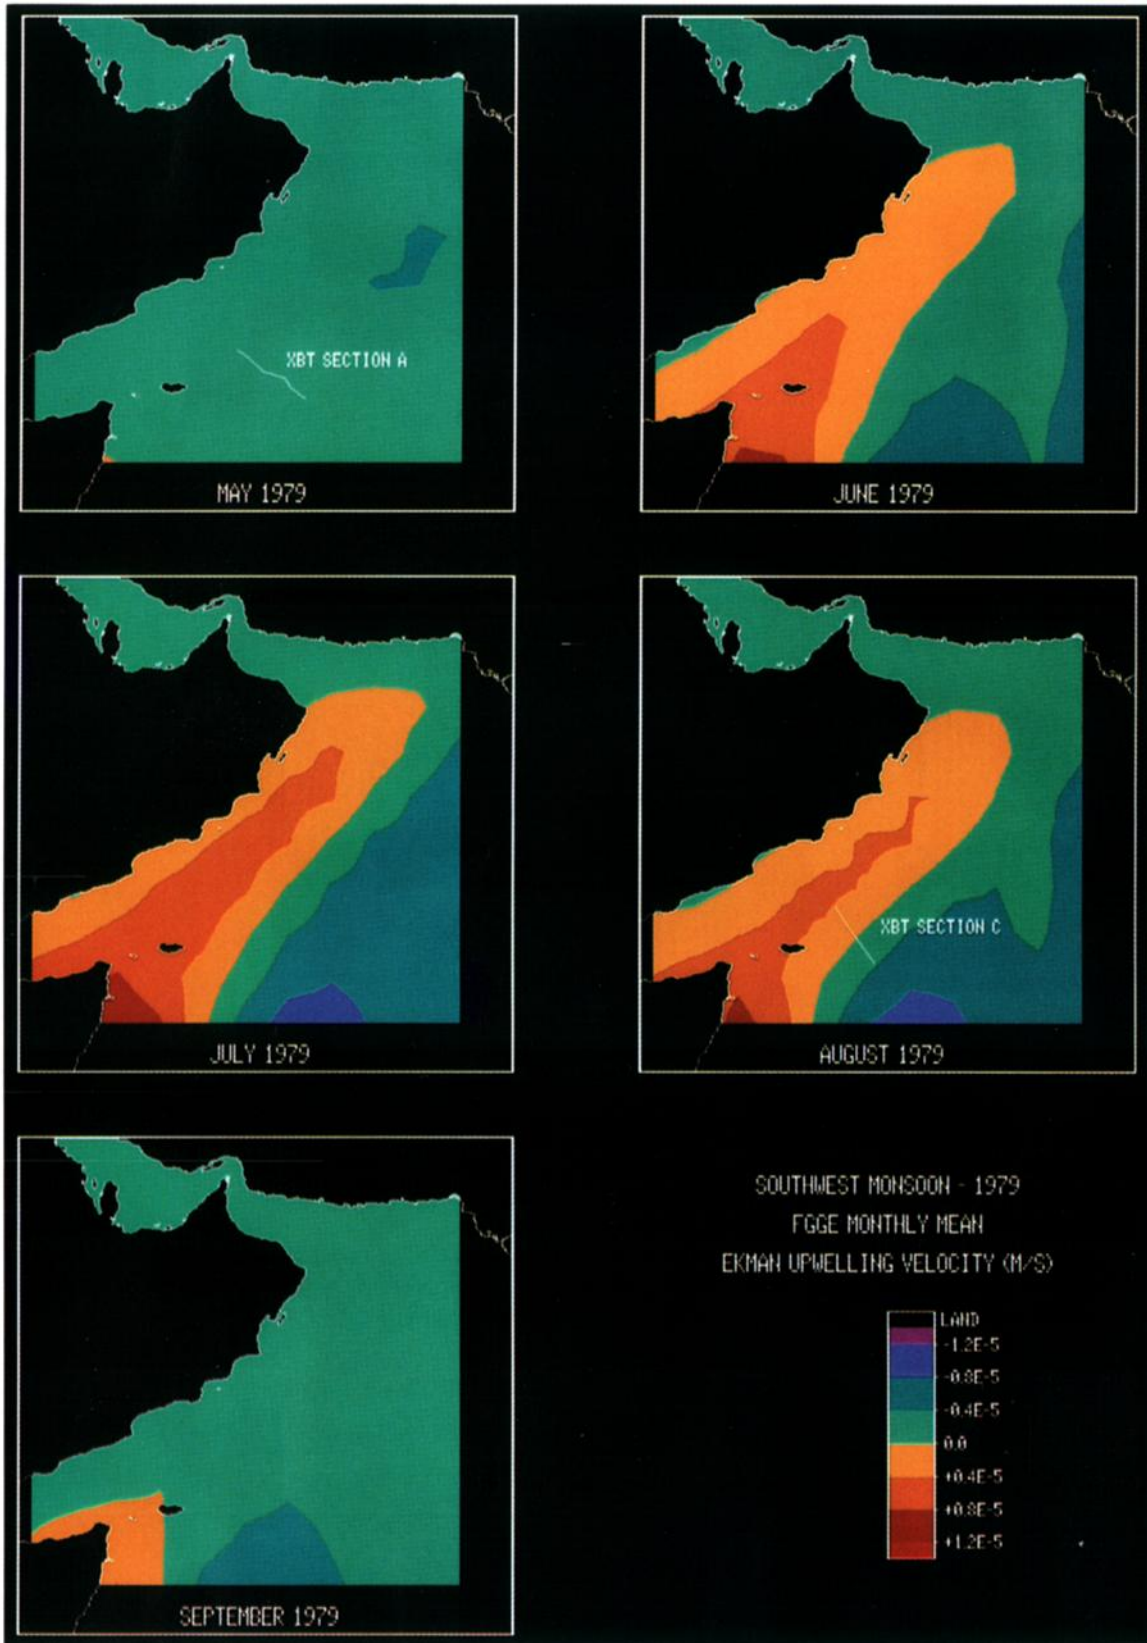 XBT SECTION A
MAY 1979
JUNE 1979
JULY 1979
XBT SECTION C
AUGUST 1979
SEPTEMBER 1979
SOUTHWEST MONSOON - 1979
FGGE MONTHLY MEAN
EKMAN UPWELLING VELOCITY (M/S)
LAND
-1.2E-5
-0.8E-5
-0.4E-5
0.0
+0.4E-5
+0.8E-5
+1.2E-5